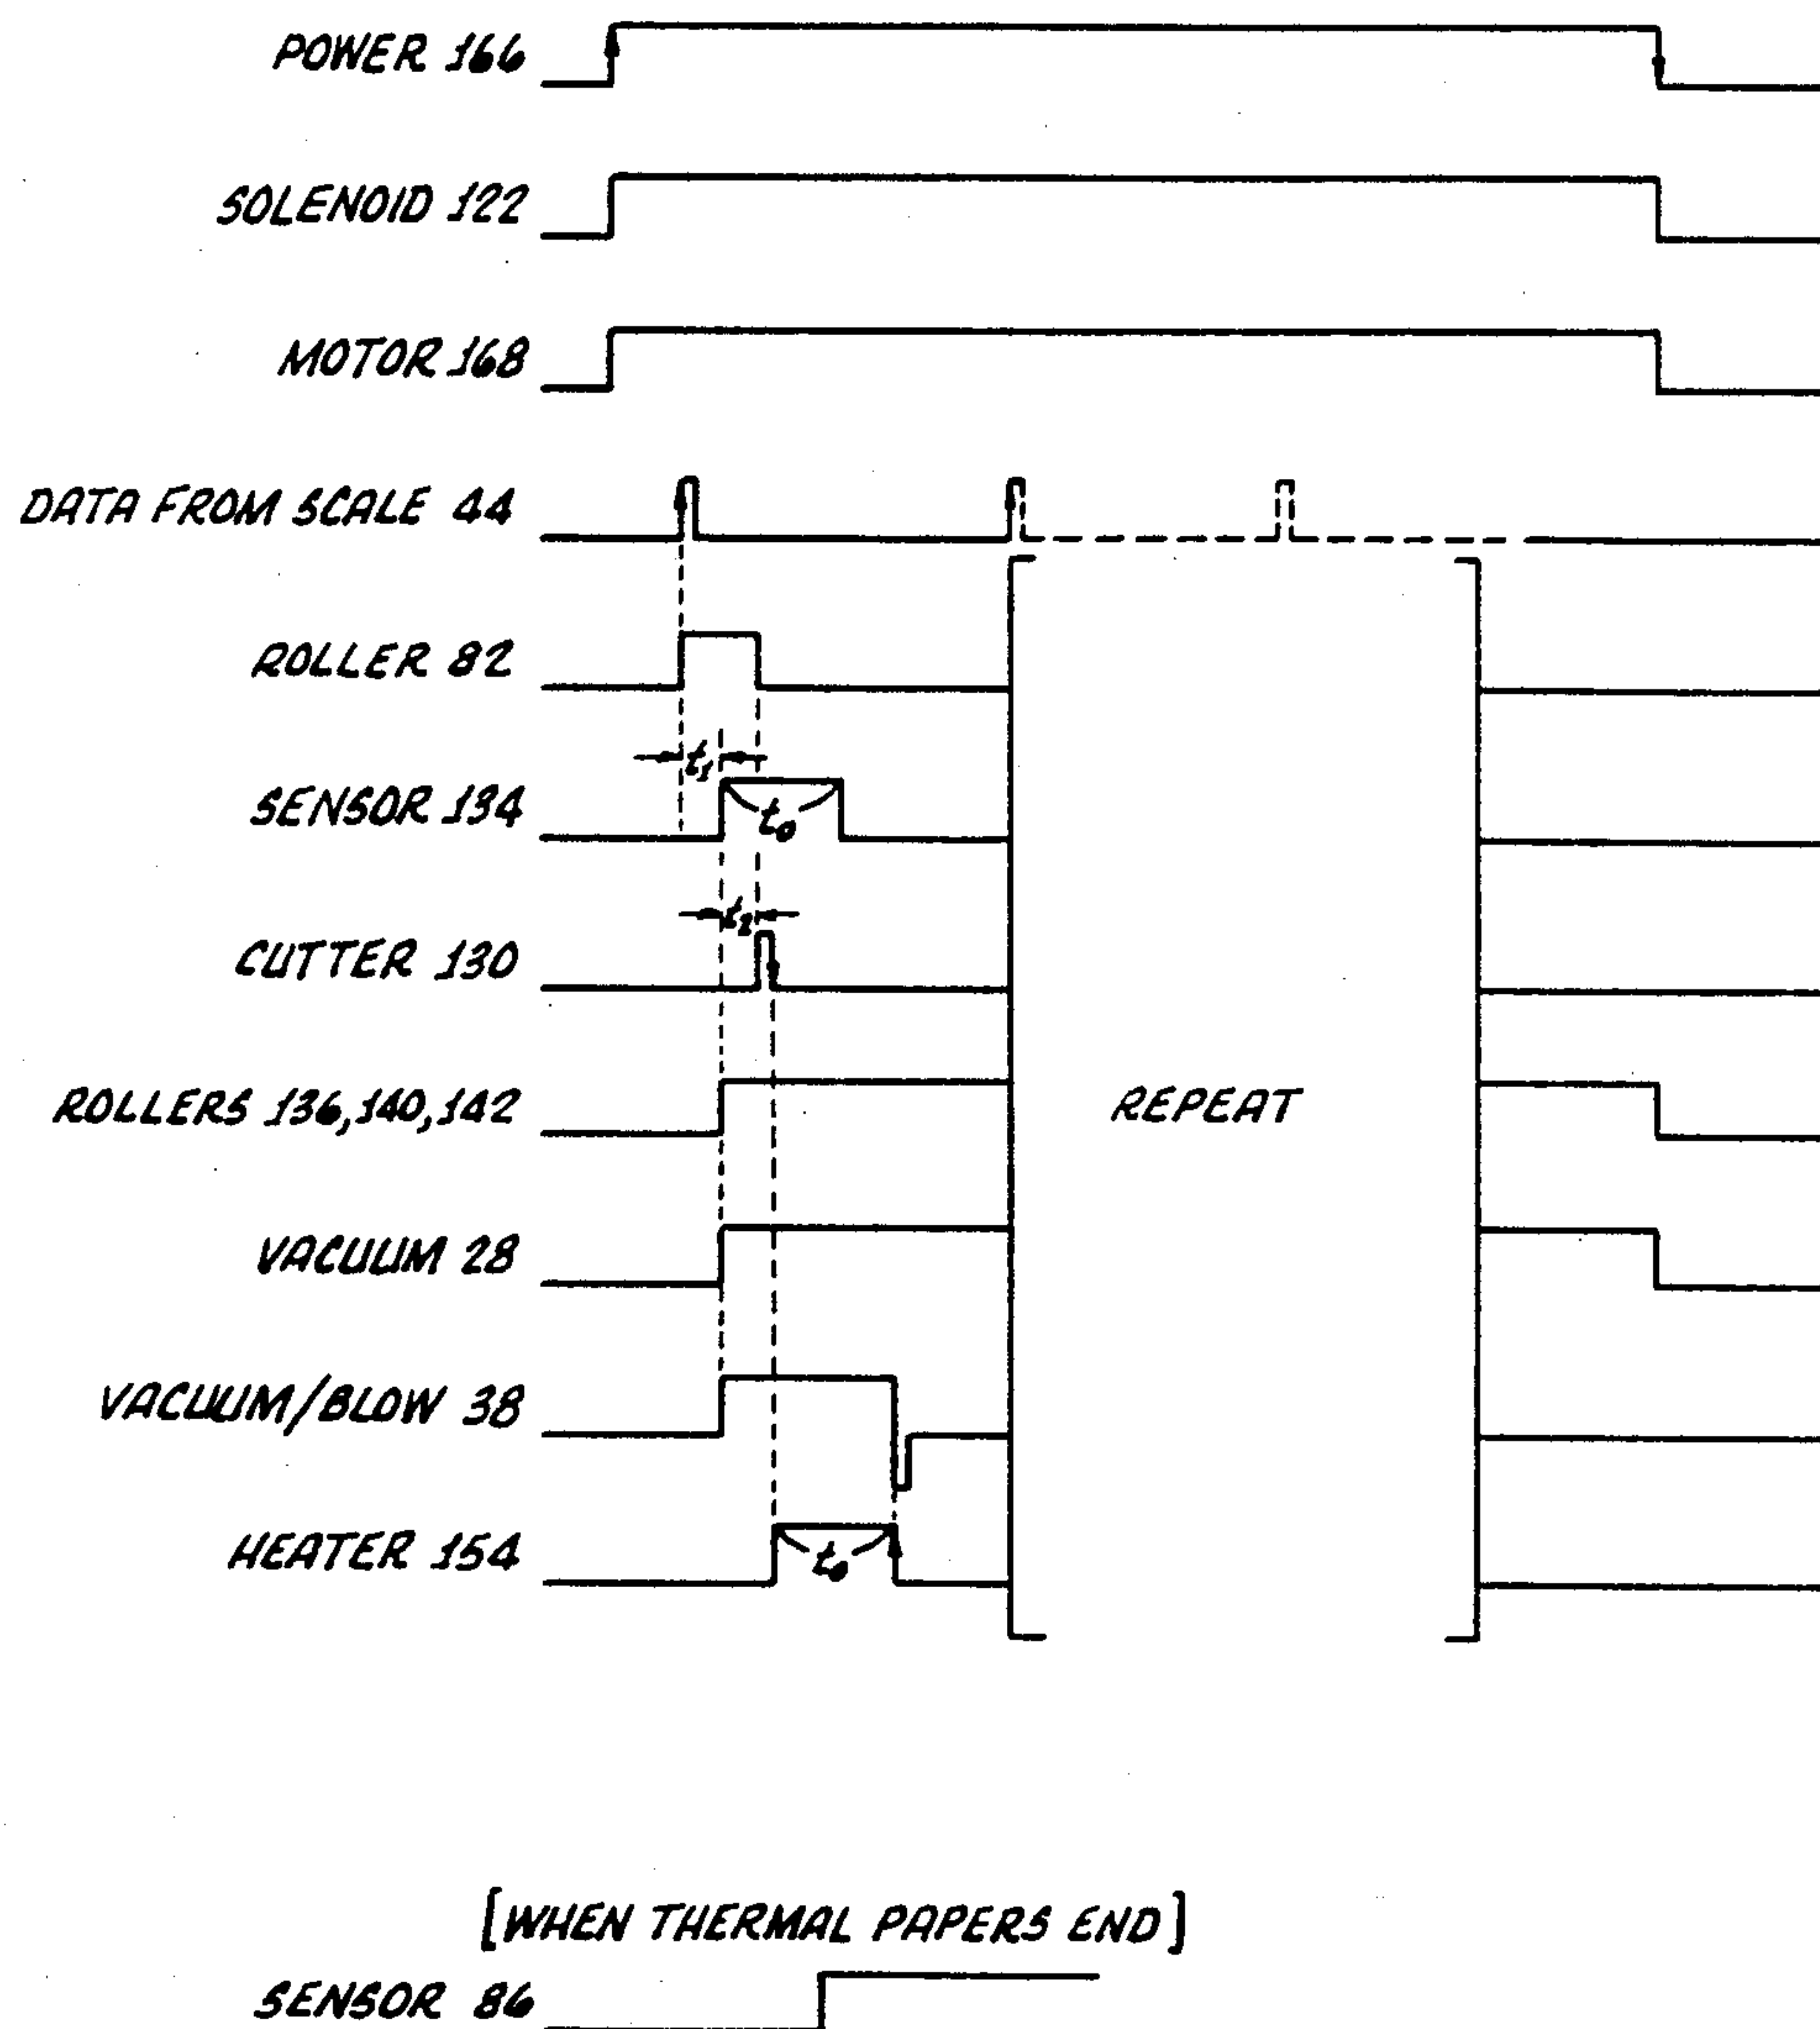 POWER 166
SOLENOID 122
MOTOR 168
DATA FROM SCALE 44
ROLLER 82
t₁
SENSOR 134
t₀
t₂
CUTTER 130
ROLLERS 136, 140, 142
REPEAT
VACUUM 28
VACUUM/BLOW 38
HEATER 154
t₀
[WHEN THERMAL PAPERS END]
SENSOR 86